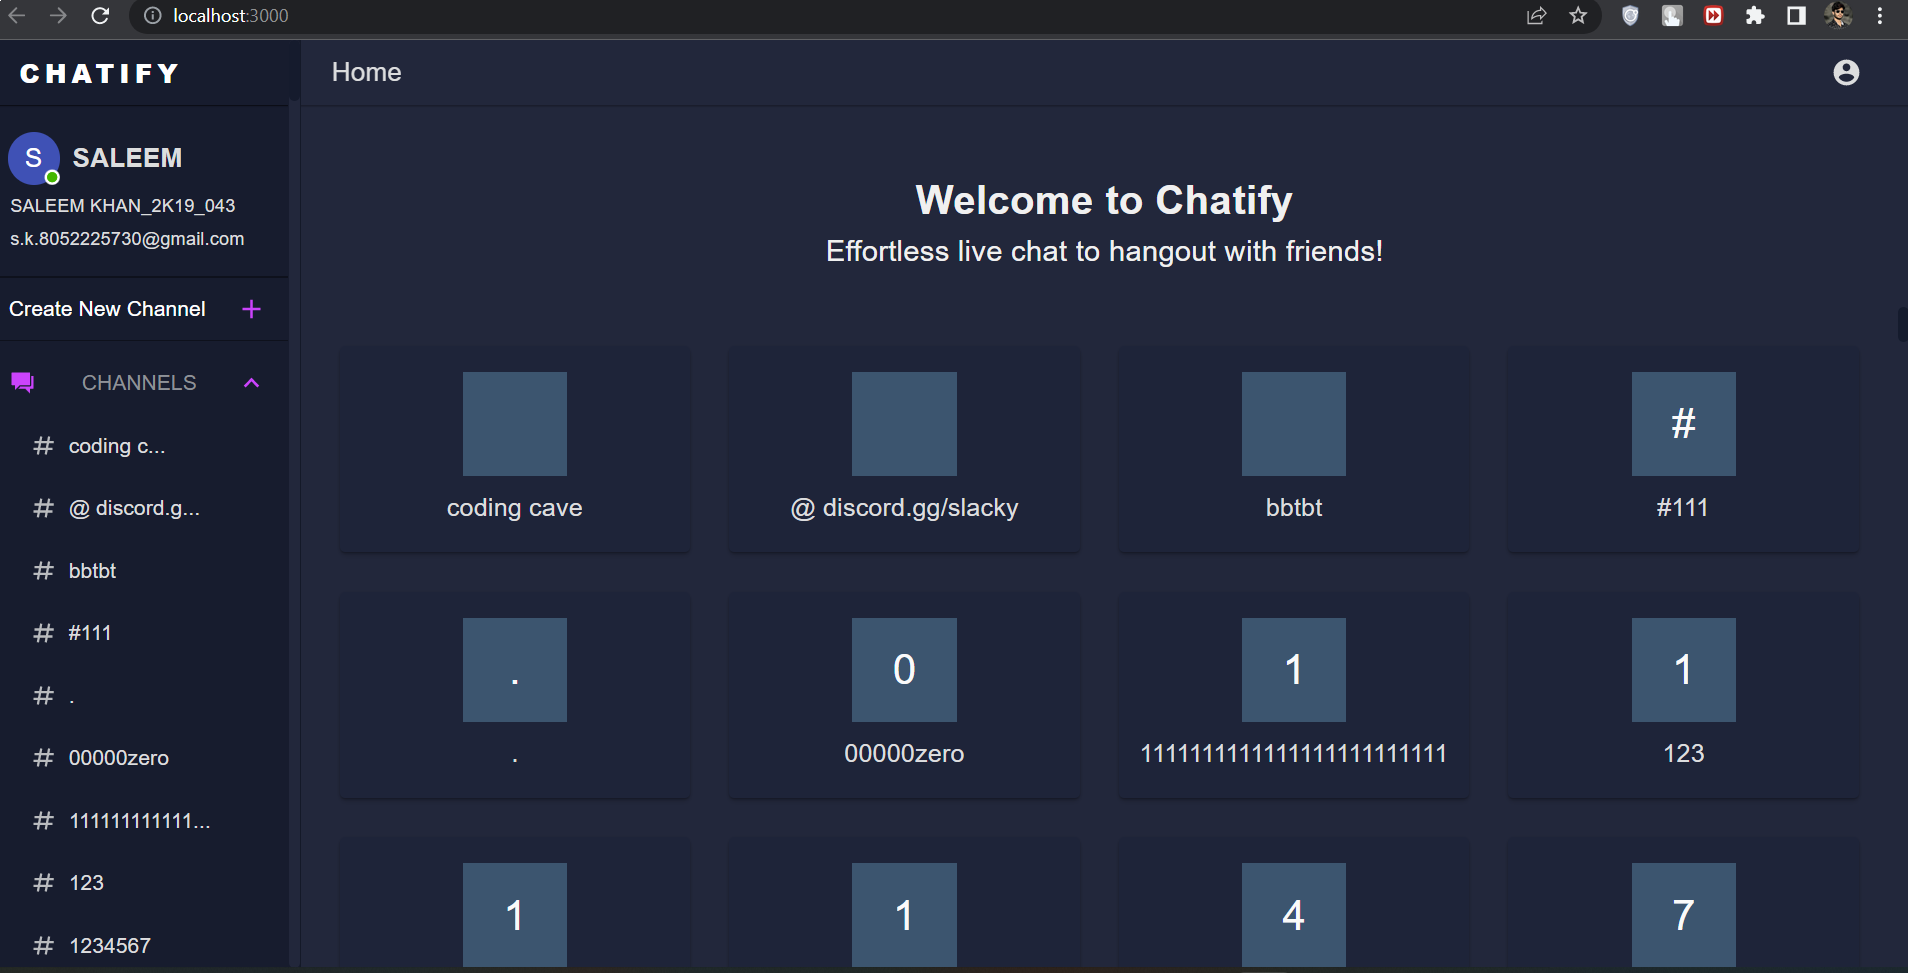 localhost:3000
CHATIFY
S
SALEEM
SALEEM KHAN_2K19_043
s.k.8052225730@gmail.com
Create New Channel +
CHANNELS
# coding c...
# @ discord.g...
# bbtbt
# #111
# .
# 00000zero
# 111111111111...
# 123
# 1234567
Home
Welcome to Chatify
Effortless live chat to hangout with friends!
coding cave
@ discord.gg/slacky
bbtbt
#
#111
.
.
0
00000zero
1
1
123
1
1
4
7